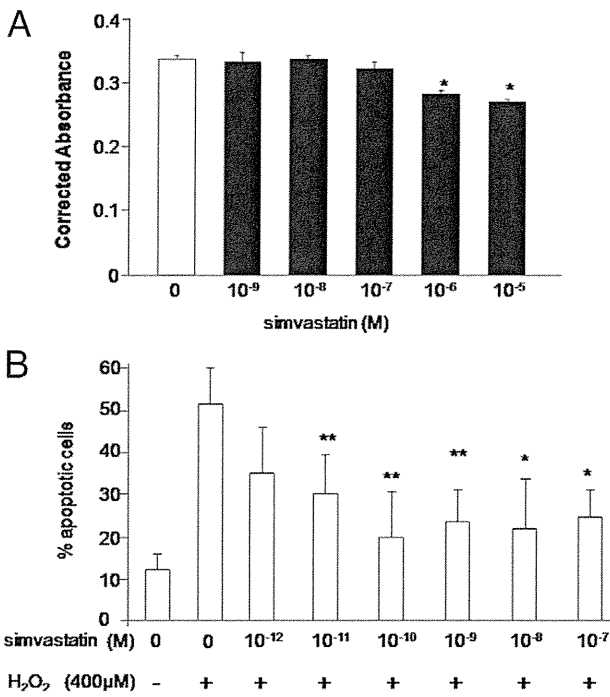 A
Corrected Absorbance
0.4
0.3
0.2
0.1
0
* *
0 10⁻⁹ 10⁻⁸ 10⁻⁷ 10⁻⁶ 10⁻⁵
simvastatin (M)
B
% apoptotic cells
60
50
40
30
20
10
0
** ** ** * *
simvastatin (M) 0 0 10⁻¹² 10⁻¹¹ 10⁻¹⁰ 10⁻⁹ 10⁻⁸ 10⁻⁷
H₂O₂ (400µM) - + + + + + + +